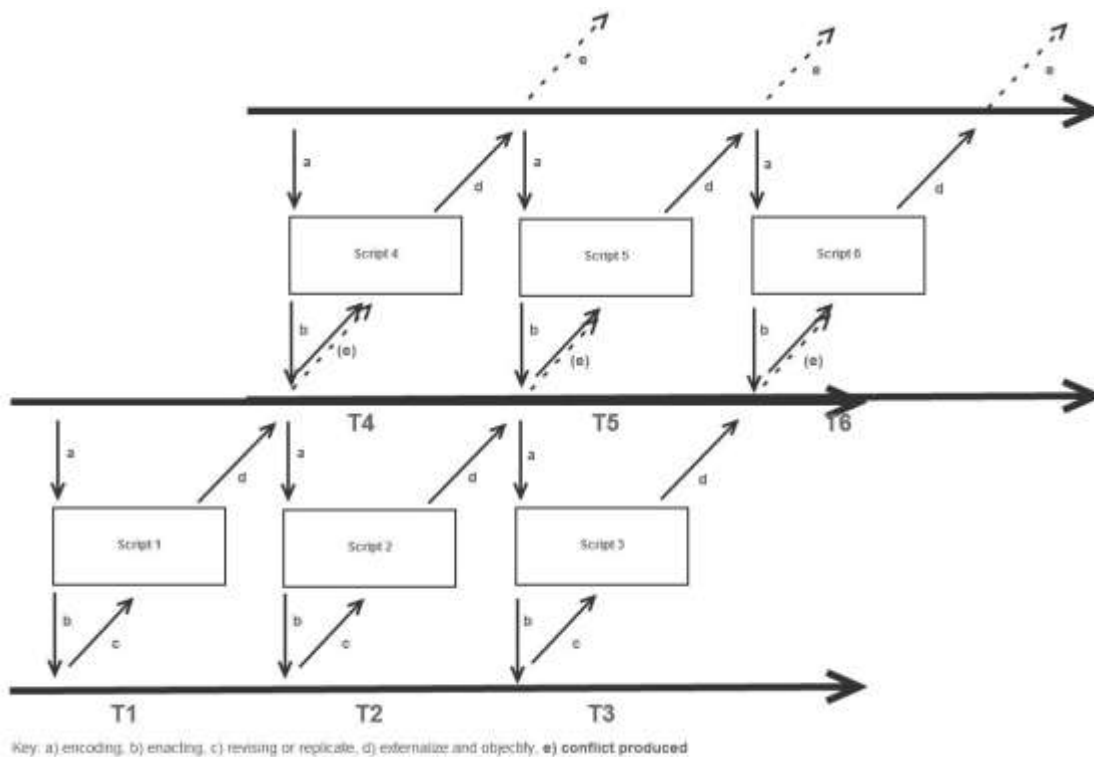 e e e
a d a d a d
Script 4 Script 5 Script 6
b (e) b (e) b (e)
T4 T5 T6
a d a d a d
Script 1 Script 2 Script 3
b c b c b c
T1 T2 T3
Key: a) encoding, b) enacting, c) revising or replicate, d) externalize and objectify, e) conflict produced